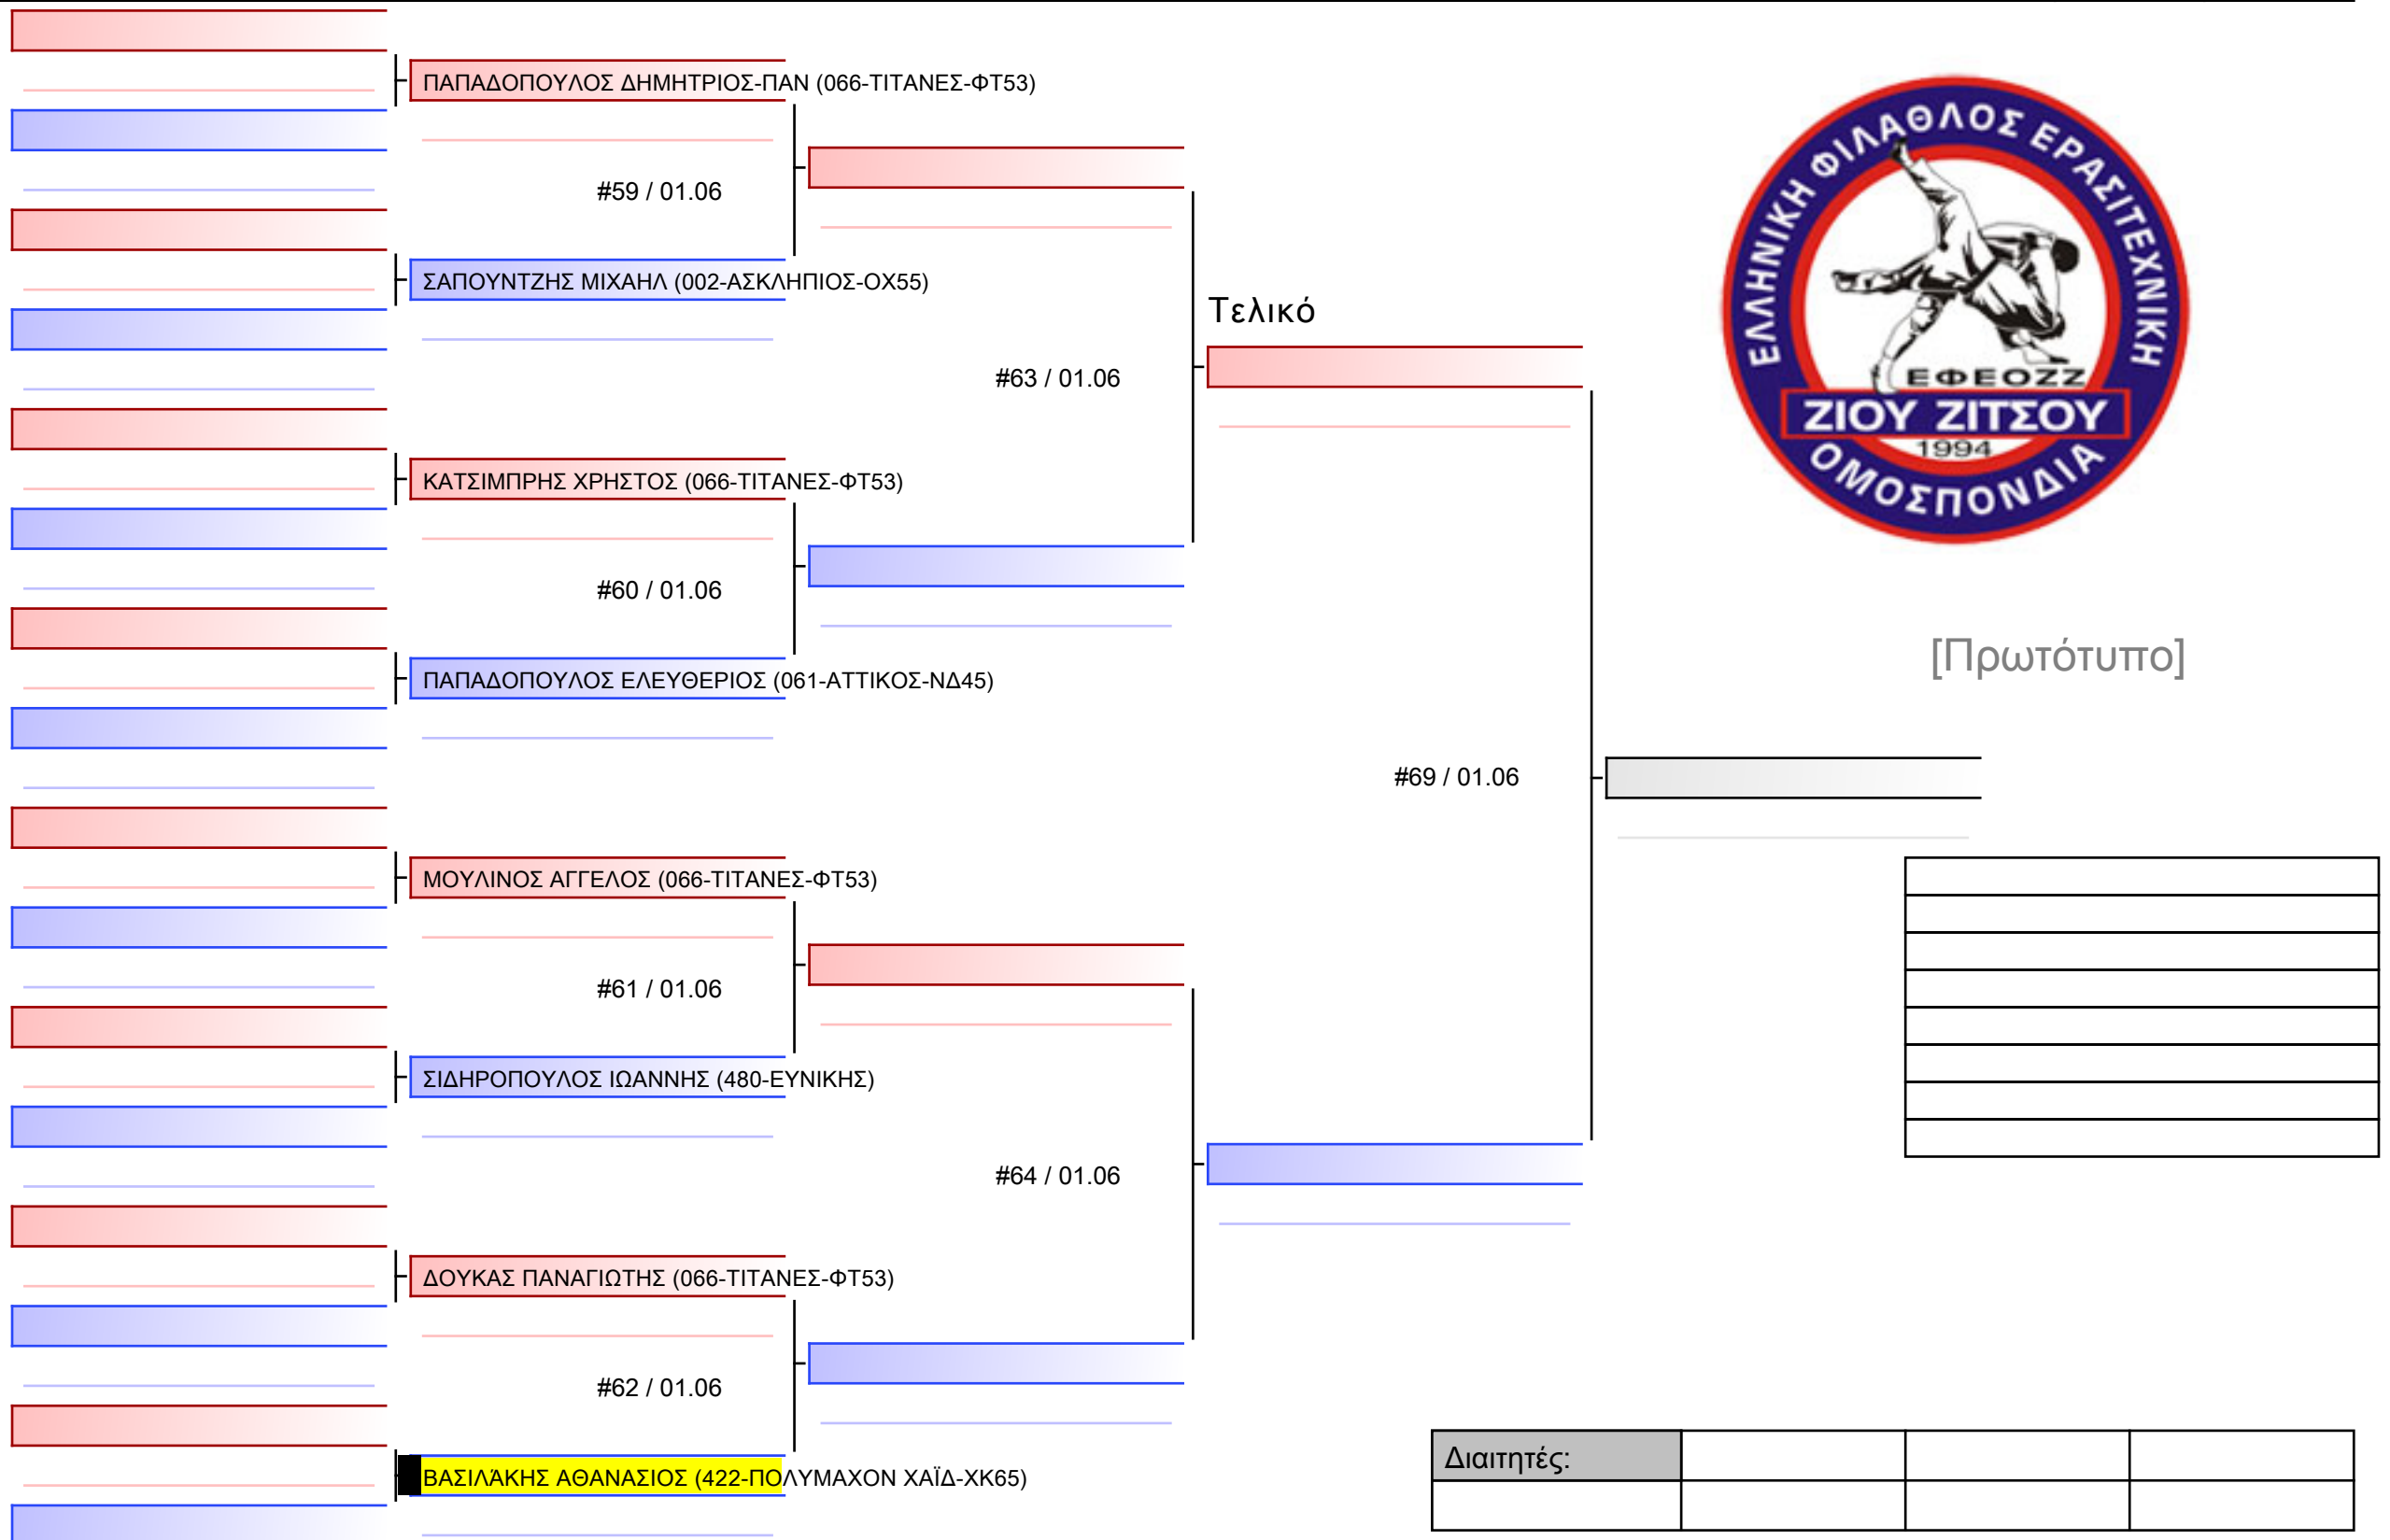 ΠΑΠΑΔΟΠΟΥΛΟΣ ΔΗΜΗΤΡΙΟΣ-ΠΑΝ (066-ΤΙΤΑΝΕΣ-ΦΤ53)
#59 / 01.06
ΣΑΠΟΥΝΤΖΗΣ ΜΙΧΑΗΛ (002-ΑΣΚΛΗΠΙΟΣ-ΟΧ55)
Τελικό
#63 / 01.06
ΚΑΤΣΙΜΠΡΗΣ ΧΡΗΣΤΟΣ (066-ΤΙΤΑΝΕΣ-ΦΤ53)
#60 / 01.06
ΠΑΠΑΔΟΠΟΥΛΟΣ ΕΛΕΥΘΕΡΙΟΣ (061-ΑΤΤΙΚΟΣ-ΝΔ45)
#69 / 01.06
ΜΟΥΛΙΝΟΣ ΑΓΓΕΛΟΣ (066-ΤΙΤΑΝΕΣ-ΦΤ53)
#61 / 01.06
ΣΙΔΗΡΟΠΟΥΛΟΣ ΙΩΑΝΝΗΣ (480-ΕΥΝΙΚΗΣ)
#64 / 01.06
ΔΟΥΚΑΣ ΠΑΝΑΓΙΩΤΗΣ (066-ΤΙΤΑΝΕΣ-ΦΤ53)
#62 / 01.06
ΒΑΣΙΛΆΚΗΣ ΑΘΑΝΑΣΙΟΣ (422-ΠΟΛΥΜΑΧΟΝ ΧΑΪΔ-ΧΚ65)
ΕΛΛΗΝΙΚΗ ΦΙΛΑΘΛΟΣ ΕΡΑΣΙΤΕΧΝΙΚΗ
ΕΦΕΟΖΖ
ΖΙΟΥ ΖΙΤΣΟΥ
1994
ΟΜΟΣΠΟΝΔΙΑ
[Πρωτότυπο]
Διαιτητές: